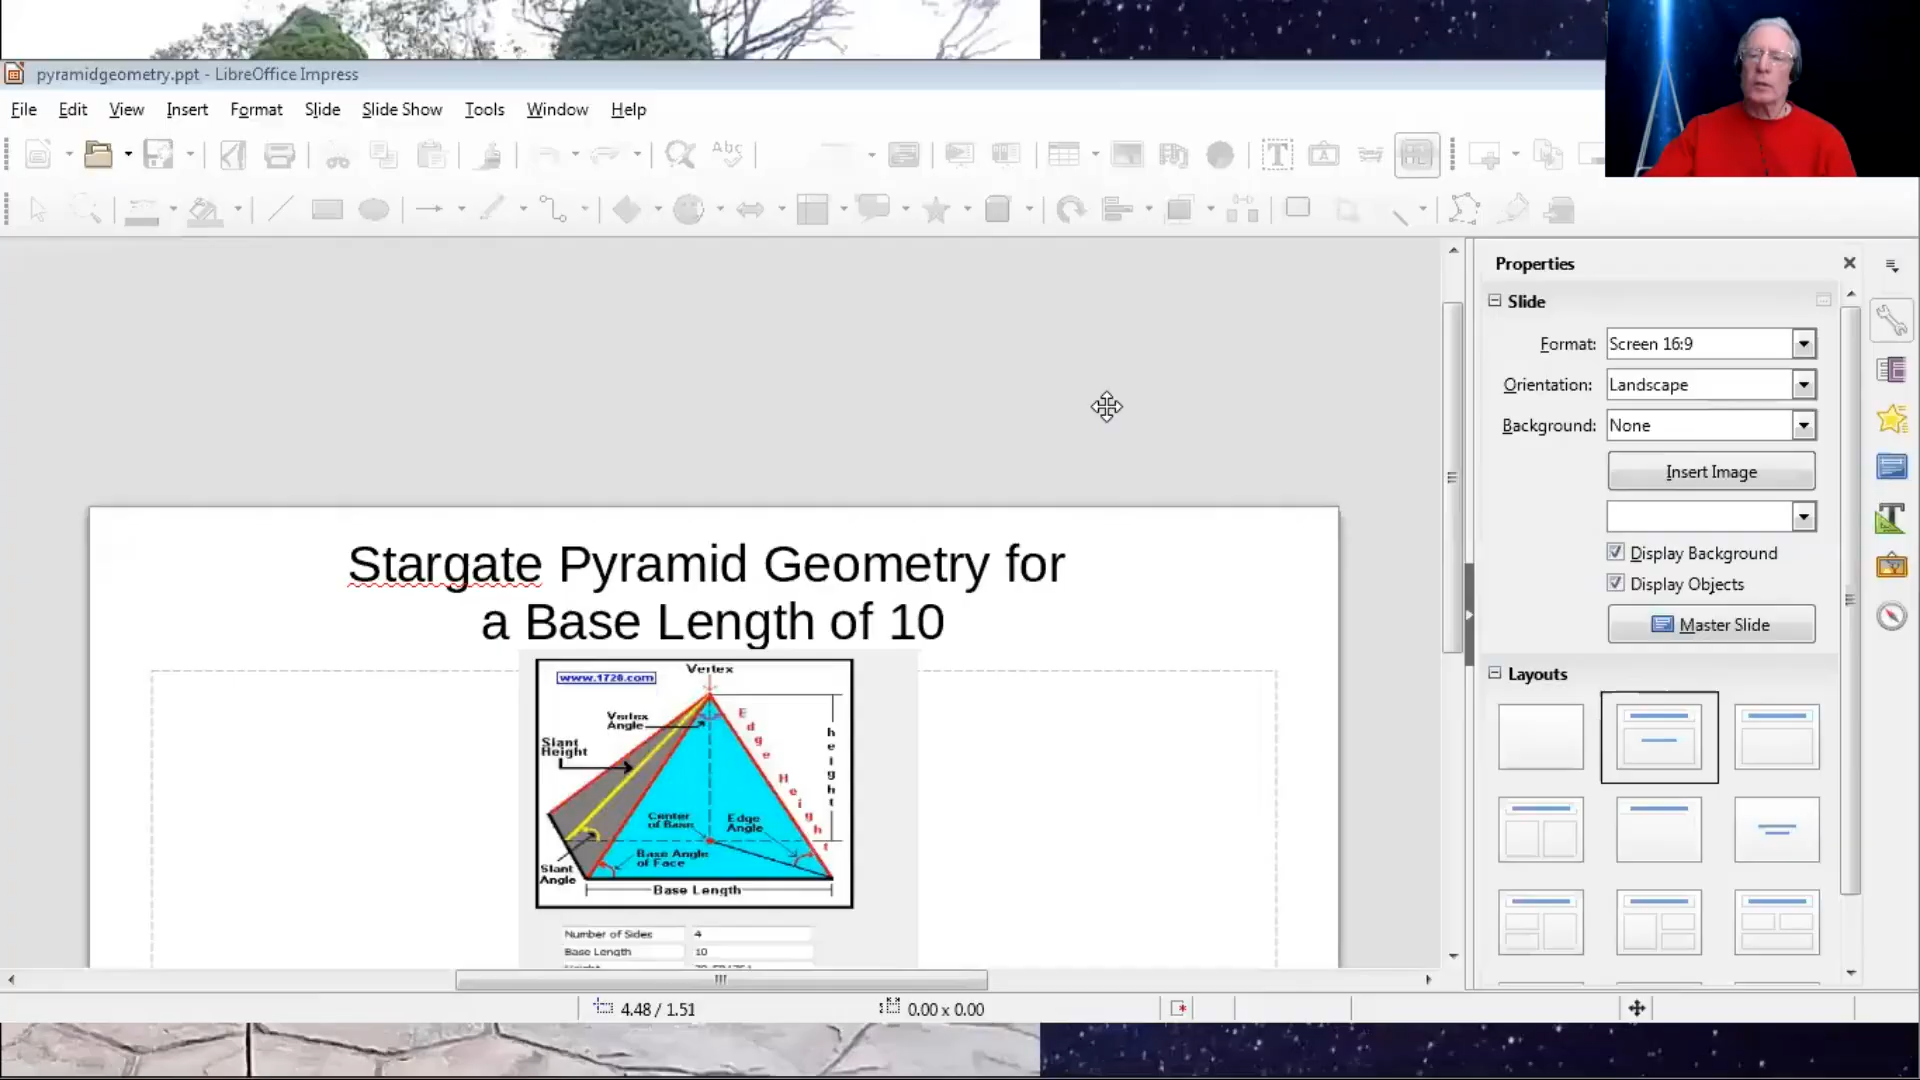 pyramidgeometry.ppt - LibreOffice Impress
File Edit View Insert Format Slide Slide Show Tools Window Help
Abc
Properties
Slide
Format: Screen 16:9
Orientation: Landscape
Background: None
Insert Image
Display Background
Display Objects
Master Slide
Layouts
Stargate Pyramid Geometry for
a Base Length of 10
www.1728.com
Vertex
Vertex
Angle
Slant
Height
Edge Height
height
Center
of Base
Edge
Angle
Base Angle
of Face
Slant
Angle
Base Length
Number of Sides 4
Base Length 10
4.48 / 1.51
0.00 x 0.00